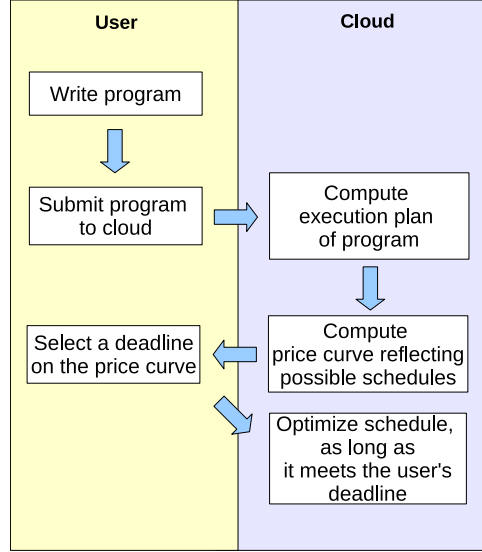 User
Cloud
Write program
Submit program
to cloud
Compute
execution plan
of program
Compute
price curve reflecting
possible schedules
Select a deadline
on the price curve
Optimize schedule,
as long as
it meets the user's
deadline